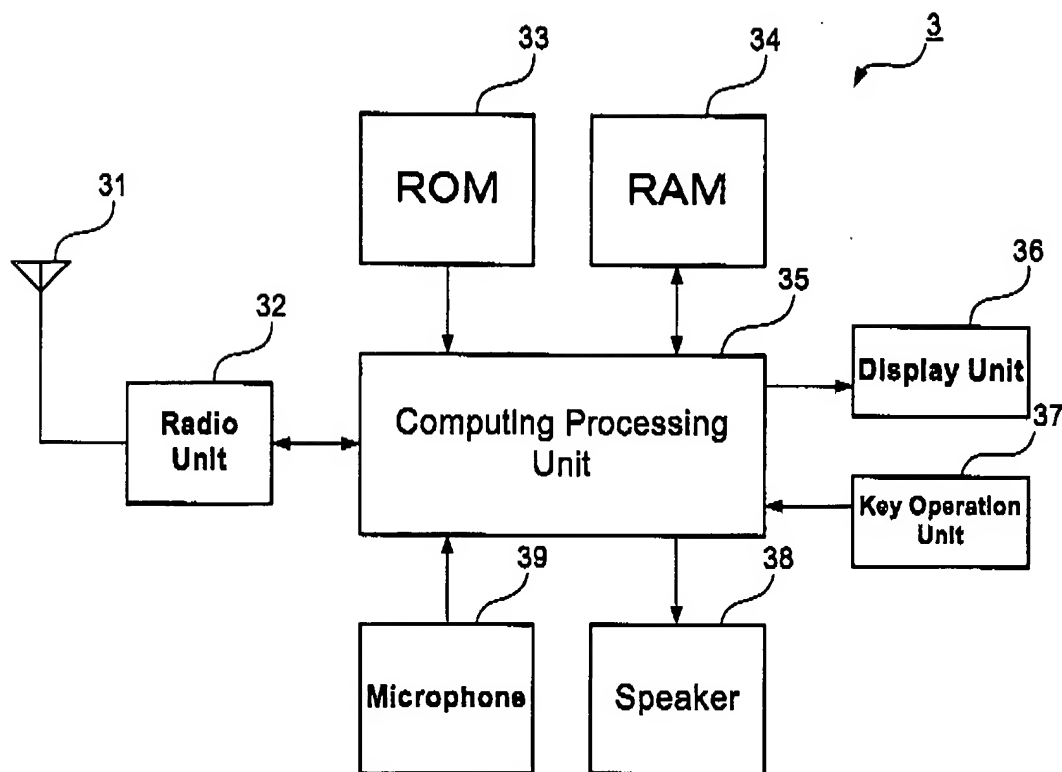 3
33
34
ROM
RAM
31
32
35
36
Radio
Unit
Computing Processing
Unit
Display Unit
37
Key Operation
Unit
39
38
Microphone
Speaker